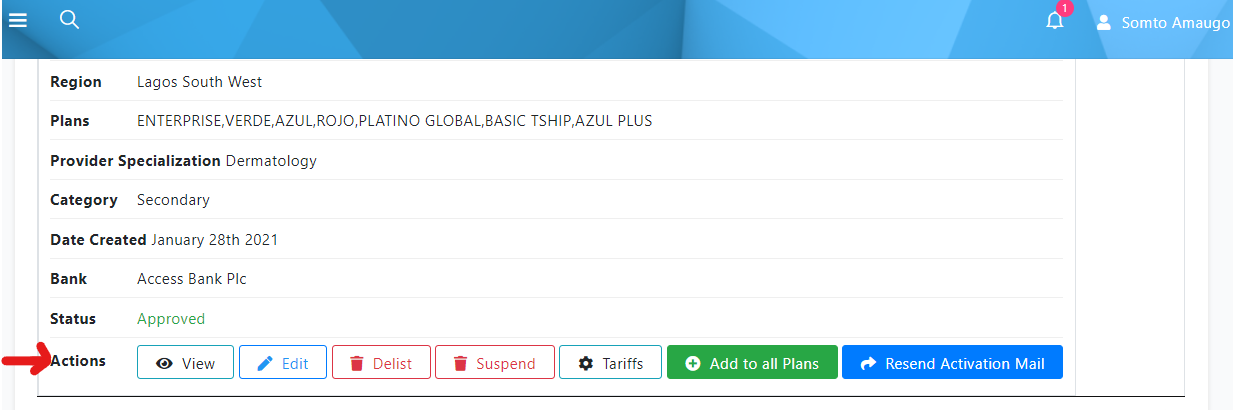 1
Somto Amaugo
Region Lagos South West
Plans ENTERPRISE,VERDE,AZUL,ROJO,PLATINO GLOBAL,BASIC TSHIP,AZUL PLUS
Provider Specialization Dermatology
Category Secondary
Date Created January 28th 2021
Bank Access Bank Plc
Status Approved
Actions View Edit Delist Suspend Tariffs Add to all Plans Resend Activation Mail